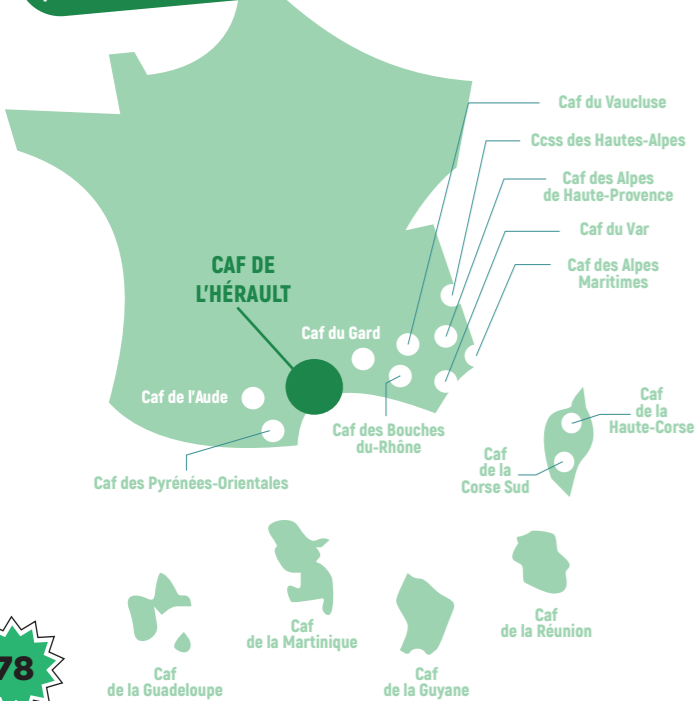 Caf du Vaucluse
Ccss des Hautes-Alpes
Caf des Alpes
de Haute-Provence
Caf du Var
Caf des Alpes
Maritimes
CAF DE
L'HÉRAULT
Caf du Gard
Caf de l'Aude
Caf des Bouches
du-Rhône
Caf des Pyrénées-Orientales
Caf
de la
Haute-Corse
Caf
de la
Corse Sud
Caf
de la Martinique
Caf
de la Réunion
Caf
de la Guadeloupe
Caf
de la Guyane
78